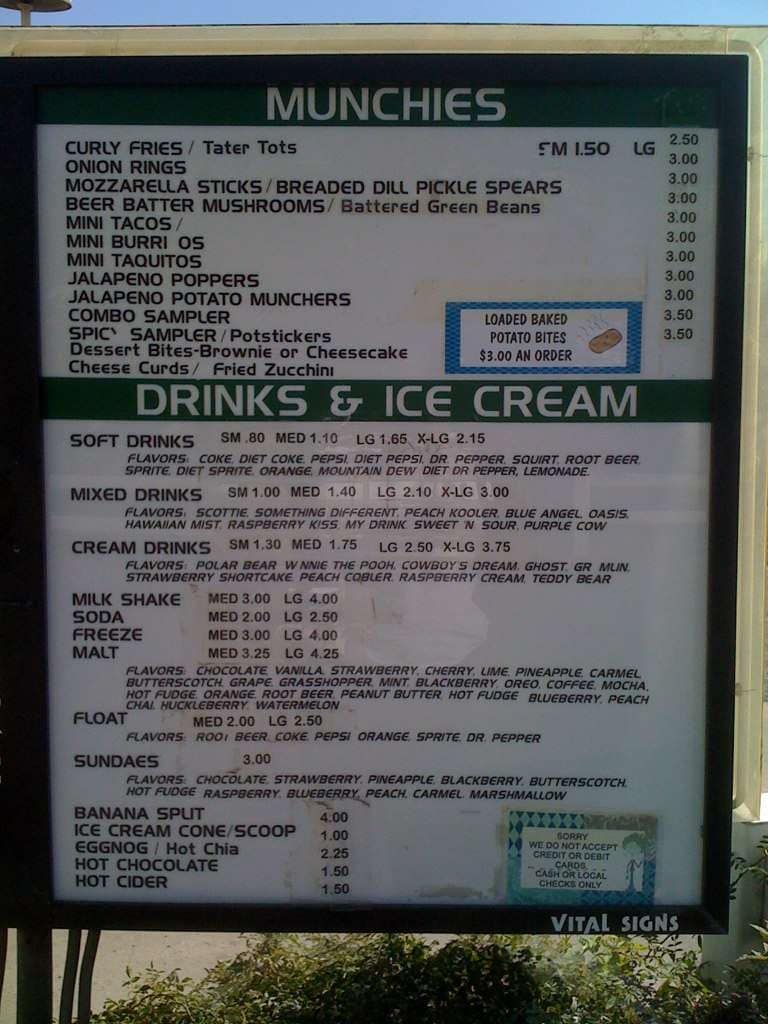 MUNCHIES
CURLY FRIES / Tater Tots SM 1.50 LG 2.50
ONION RINGS 3.00
MOZZARELLA STICKS / BREADED DILL PICKLE SPEARS 3.00
BEER BATTER MUSHROOMS / Battered Green Beans 3.00
MINI TACOS / 3.00
MINI BURRI OS 3.00
MINI TAQUITOS 3.00
JALAPENO POPPERS 3.00
JALAPENO POTATO MUNCHERS 3.00
COMBO SAMPLER 3.50
SPICY SAMPLER / Potstickers 3.50
Dessert Bites-Brownie or Cheesecake
Cheese Curds / Fried Zucchini
LOADED BAKED
POTATO BITES
$3.00 AN ORDER
DRINKS & ICE CREAM
SOFT DRINKS SM .80 MED 1.10 LG 1.65 X-LG 2.15
FLAVORS: COKE, DIET COKE, PEPSI, DIET PEPSI, DR. PEPPER, SQUIRT, ROOT BEER,
SPRITE, DIET SPRITE, ORANGE, MOUNTAIN DEW DIET DR PEPPER, LEMONADE.
MIXED DRINKS SM 1.00 MED 1.40 LG 2.10 X-LG 3.00
FLAVORS: SCOTTIE, SOMETHING DIFFERENT, PEACH KOOLER, BLUE ANGEL, OASIS,
HAWAIIAN MIST, RASPBERRY KISS, MY DRINK, SWEET 'N SOUR, PURPLE COW
CREAM DRINKS SM 1.30 MED 1.75 LG 2.50 X-LG 3.75
FLAVORS: POLAR BEAR, W NNIE THE POOH, COWBOY'S DREAM, GHOST, GR MLIN,
STRAWBERRY SHORTCAKE, PEACH COBLER, RASPBERRY CREAM, TEDDY BEAR
MILK SHAKE MED 3.00 LG 4.00
SODA MED 2.00 LG 2.50
FREEZE MED 3.00 LG 4.00
MALT MED 3.25 LG 4.25
FLAVORS: CHOCOLATE, VANILLA, STRAWBERRY, CHERRY, LIME, PINEAPPLE, CARMEL,
BUTTERSCOTCH, GRAPE, GRASSHOPPER, MINT, BLACKBERRY, OREO, COFFEE, MOCHA,
HOT FUDGE, ORANGE, ROOT BEER, PEANUT BUTTER, HOT FUDGE BLUEBERRY, PEACH
CHAI, HUCKLEBERRY, WATERMELON
FLOAT MED 2.00 LG 2.50
FLAVORS: ROOT BEER, COKE, PEPSI ORANGE, SPRITE, DR. PEPPER
SUNDAES 3.00
FLAVORS: CHOCOLATE, STRAWBERRY, PINEAPPLE, BLACKBERRY, BUTTERSCOTCH,
HOT FUDGE RASPBERRY, BLUEBERRY, PEACH, CARMEL, MARSHMALLOW
BANANA SPLIT 4.00
ICE CREAM CONE/SCOOP 1.00
EGGNOG / Hot Chia 2.25
HOT CHOCOLATE 1.50
HOT CIDER 1.50
SORRY
WE DO NOT ACCEPT
CREDIT OR DEBIT
CARDS.
CASH OR LOCAL
CHECKS ONLY
VITAL SIGNS